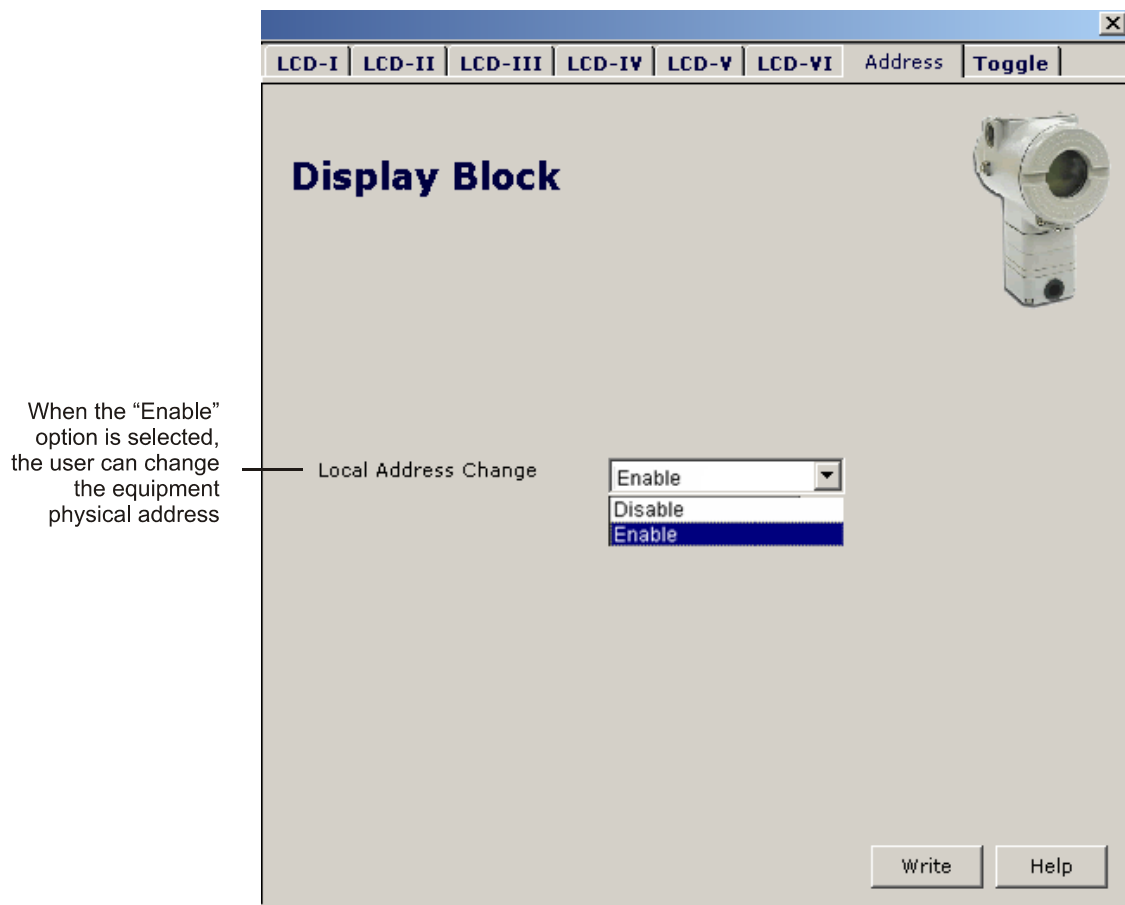 LCD-I LCD-II LCD-III LCD-IV LCD-V LCD-VI Address Toggle
Display Block
When the “Enable”
option is selected,
the user can change
the equipment
physical address
Local Address Change
Enable
Disable
Enable
Write Help